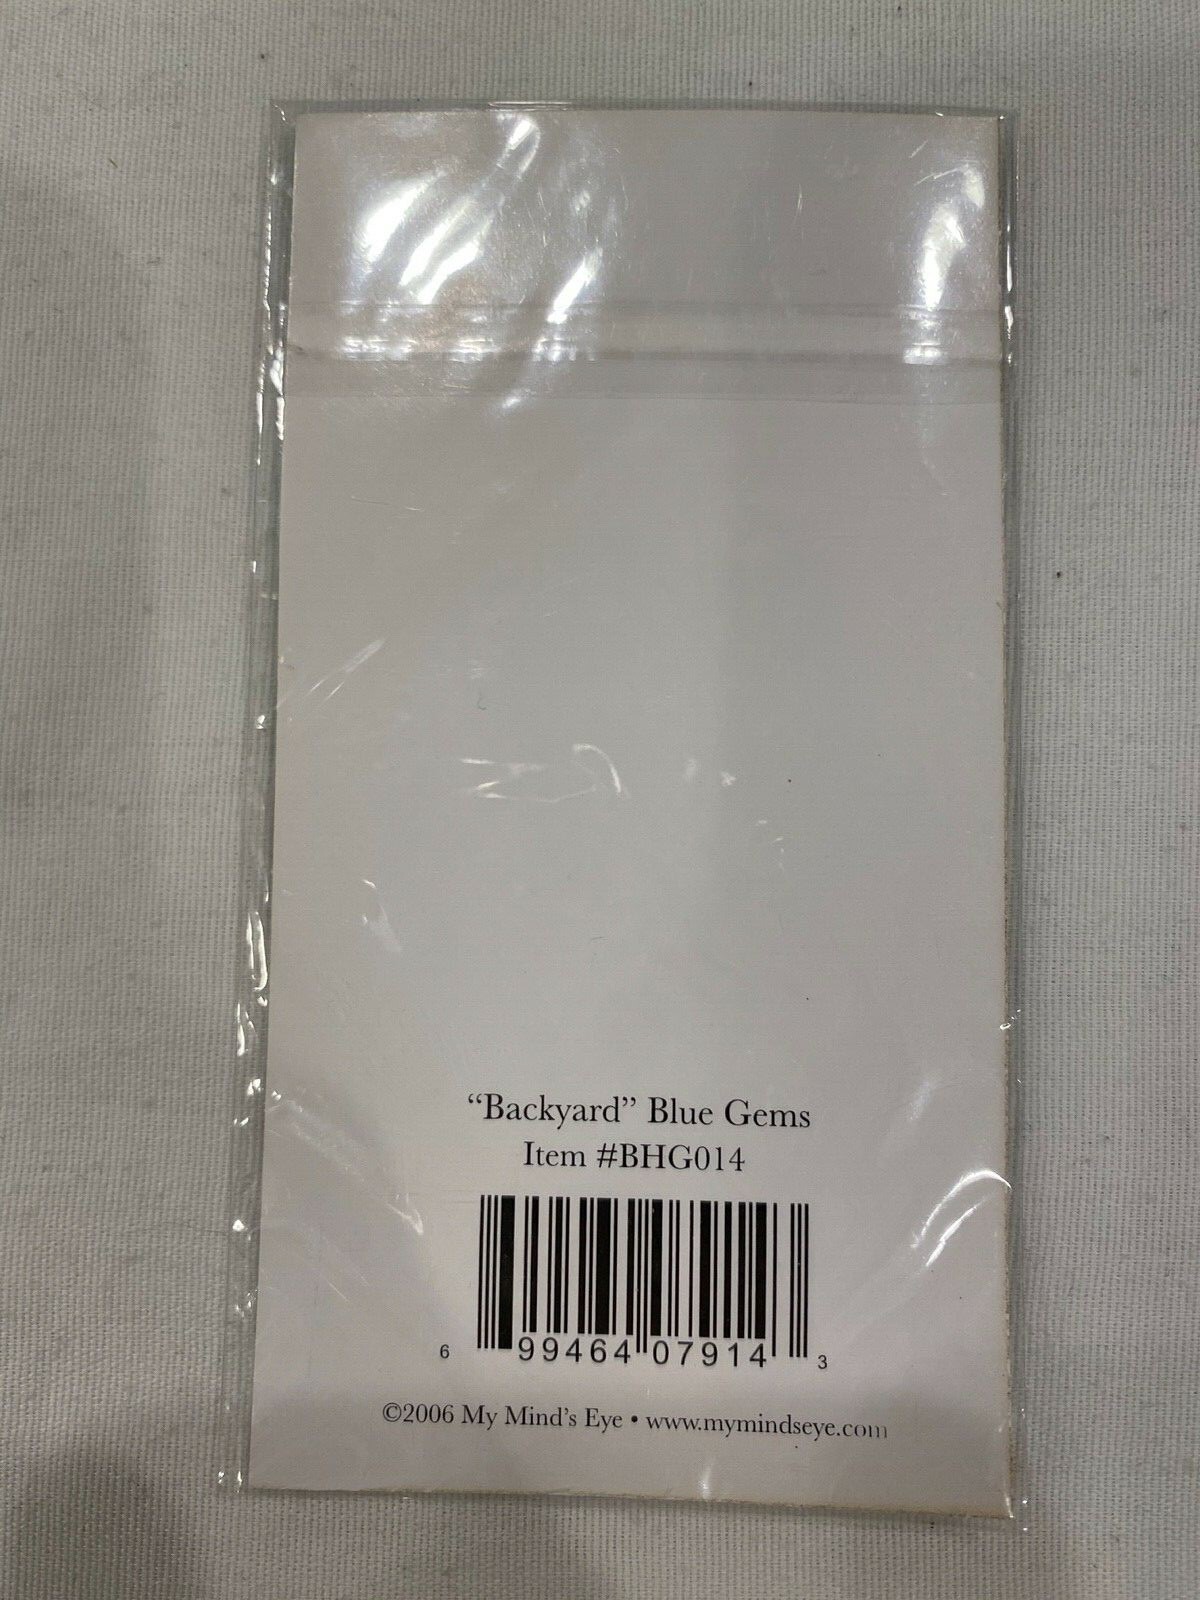 “Backyard” Blue Gems
Item #BHG014
6 99464 07914 3
©2006 My Mind's Eye • www.mymindseye.com